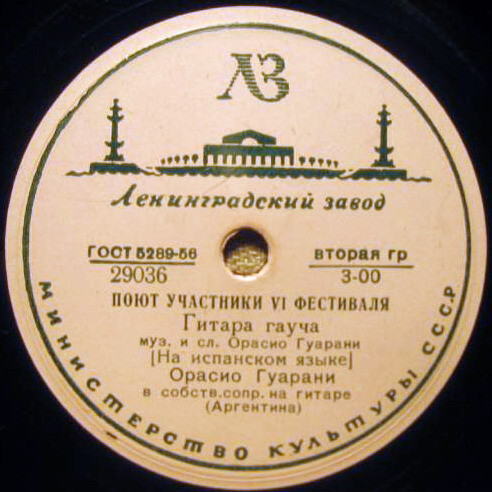 ЛЗ
Ленинградский завод
ГОСТ 5289-56
29036
вторая гр
3-00
ПОЮТ УЧАСТНИКИ VI ФЕСТИВАЛЯ
Гитара гауча
муз. и сл. Орасио Гуарани
[На испанском языке]
Орасио Гуарани
в собств.сопр. на гитаре
(Аргентина)
МИНИСТЕРСТВО КУЛЬТУРЫ СССР